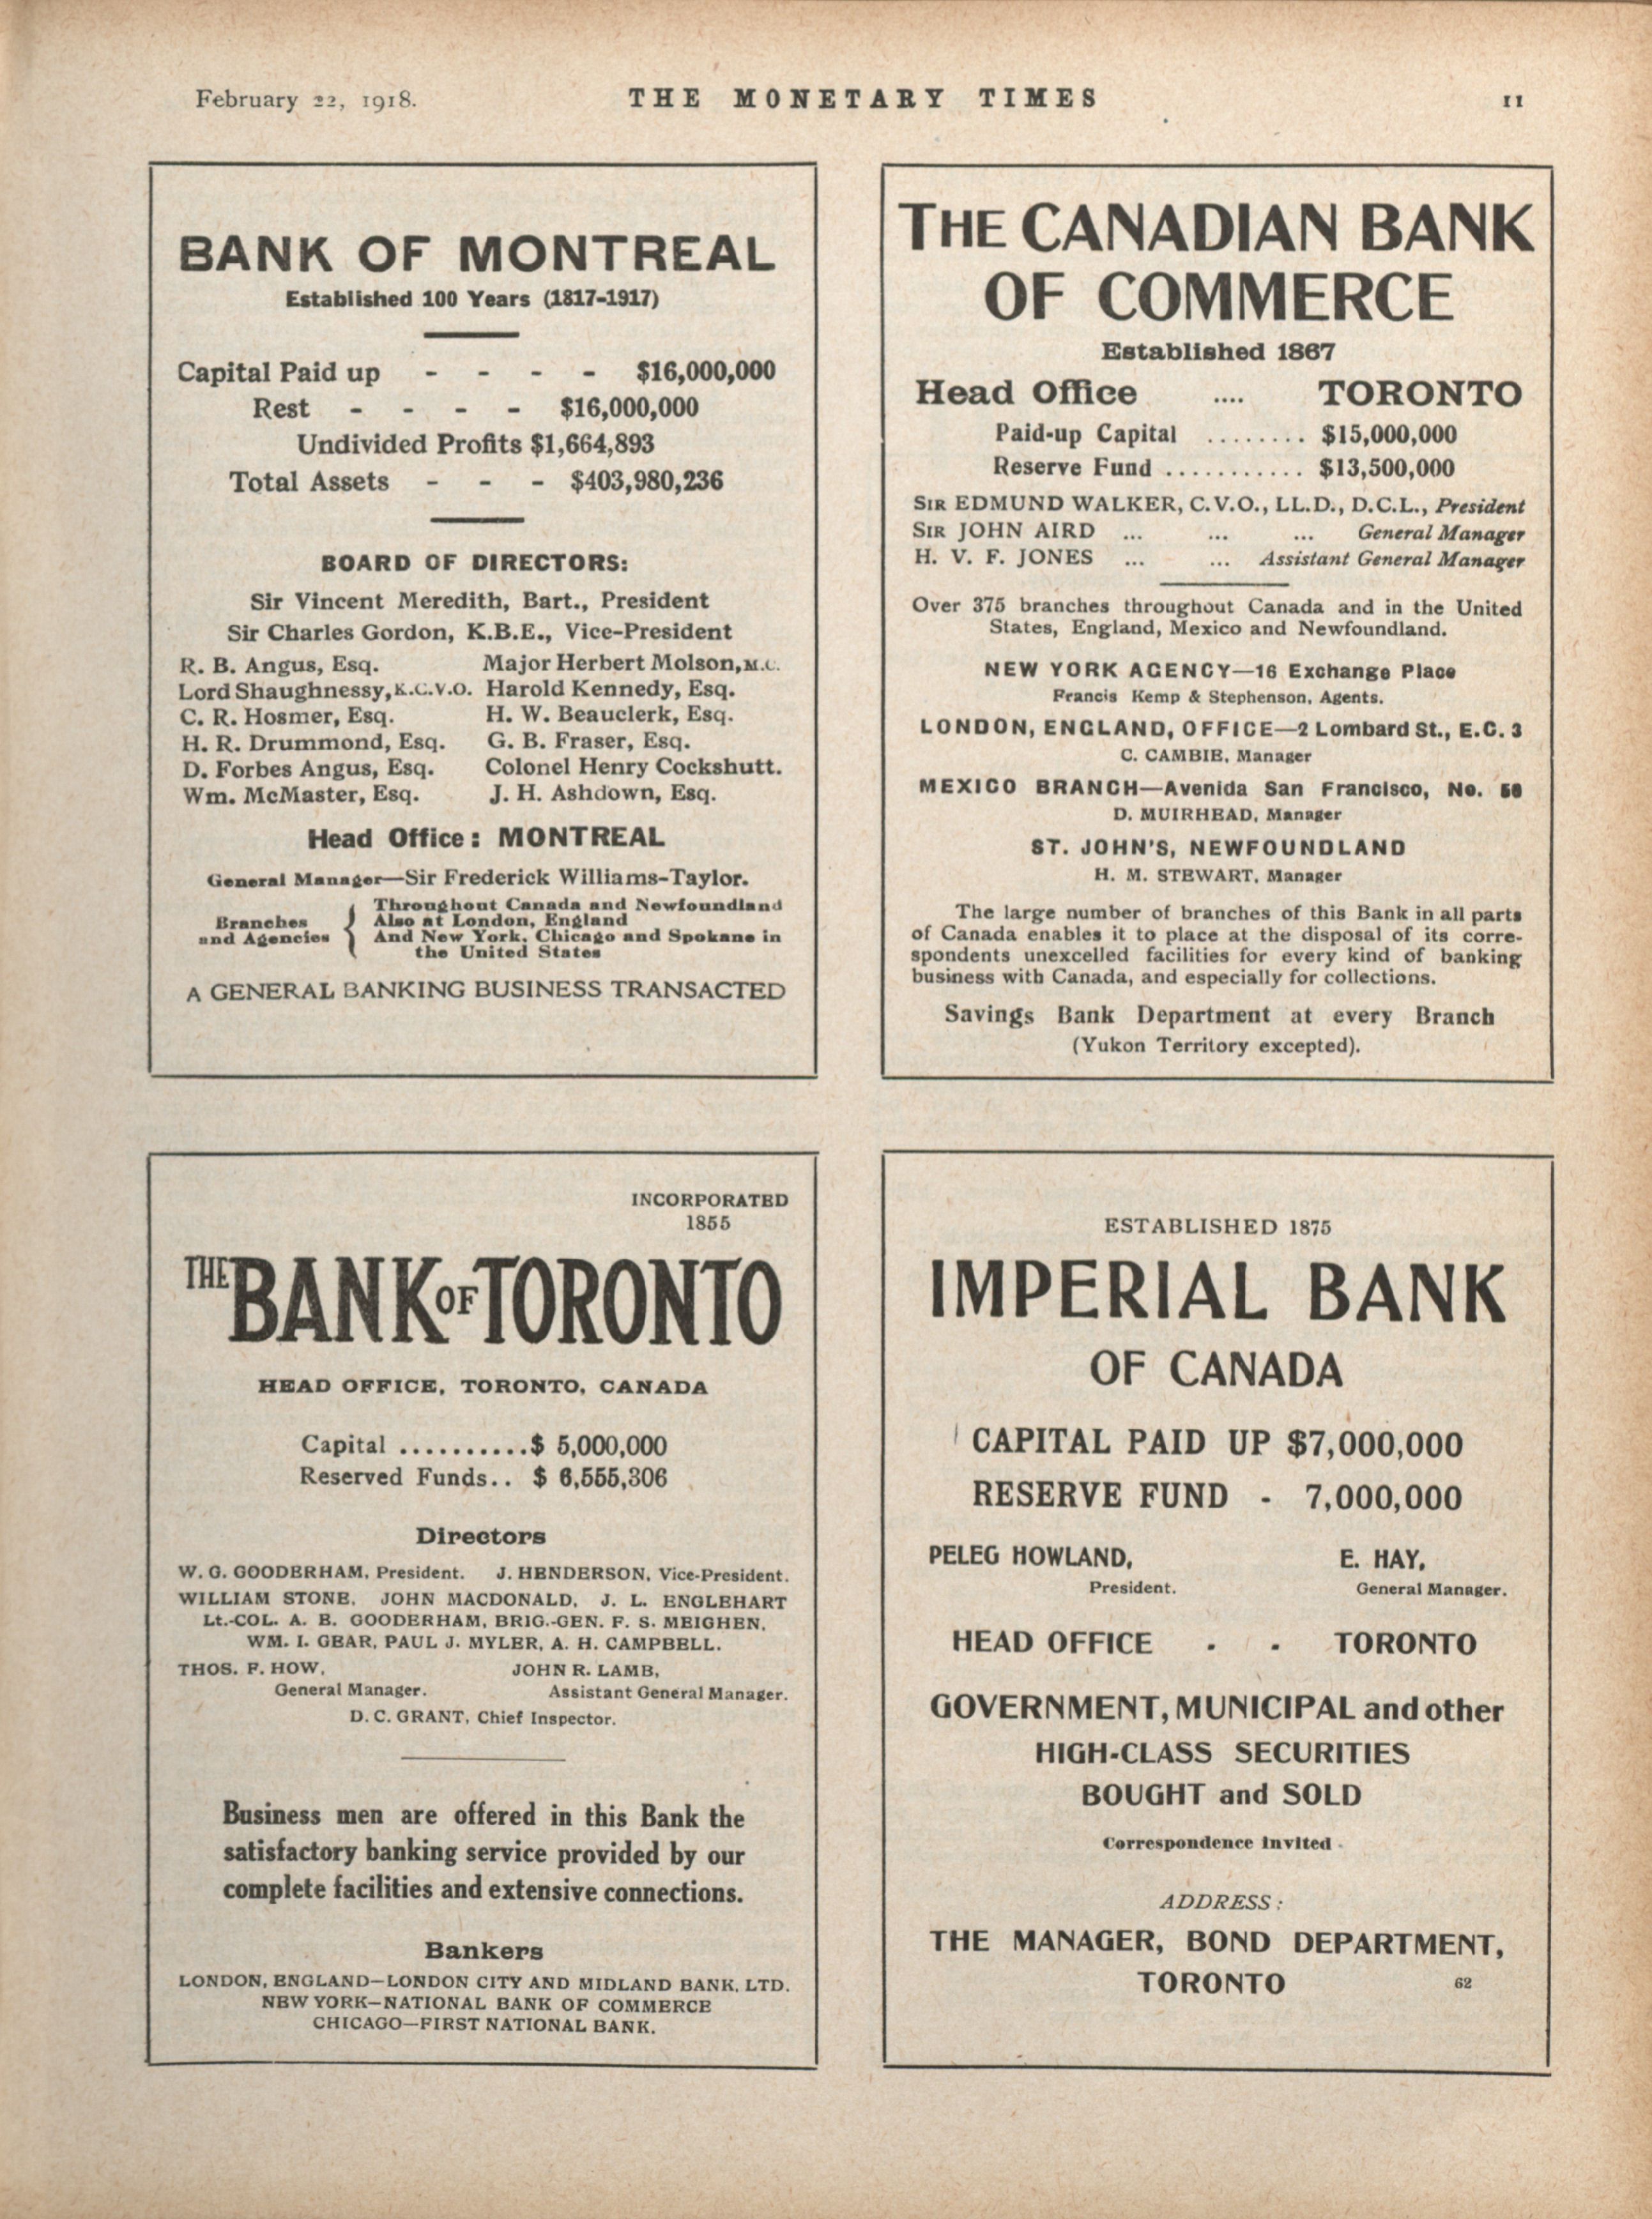 February 22, 1918.
THE MONETARY TIMES
11
BANK OF MONTREAL
Established 100 Years (1817-1917)
Capital Paid up - - - - $16,000,000
Rest - - - - $16,000,000
Undivided Profits $1,664,893
Total Assets - - - $403,980,236
BOARD OF DIRECTORS:
Sir Vincent Meredith, Bart., President
Sir Charles Gordon, K.B.E., Vice-President
R. B. Angus, Esq. Major Herbert Molson, M.C.
Lord Shaughnessy, K.C.V.O. Harold Kennedy, Esq.
C. R. Hosmer, Esq. H. W. Beauclerk, Esq.
H. R. Drummond, Esq. G. B. Fraser, Esq.
D. Forbes Angus, Esq. Colonel Henry Cockshutt.
Wm. McMaster, Esq. J. H. Ashdown, Esq.
Head Office: MONTREAL
General Manager—Sir Frederick Williams-Taylor.
Branches and Agencies
Throughout Canada and Newfoundland
Also at London, England
And New York, Chicago and Spokane in
the United States
A GENERAL BANKING BUSINESS TRANSACTED
THE CANADIAN BANK
OF COMMERCE
Established 1867
Head Office .... TORONTO
Paid-up Capital ........ $15,000,000
Reserve Fund ........... $13,500,000
SIR EDMUND WALKER, C.V.O., LL.D., D.C.L., President
SIR JOHN AIRD ... ... ... General Manager
H. V. F. JONES ... ... Assistant General Manager
Over 375 branches throughout Canada and in the United
States, England, Mexico and Newfoundland.
NEW YORK AGENCY—16 Exchange Place
Francis Kemp & Stephenson, Agents.
LONDON, ENGLAND, OFFICE—2 Lombard St., E.C. 3
C. CAMBIE, Manager
MEXICO BRANCH—Avenida San Francisco, No. 50
D. MUIRHEAD, Manager
ST. JOHN'S, NEWFOUNDLAND
H. M. STEWART, Manager
The large number of branches of this Bank in all parts
of Canada enables it to place at the disposal of its corre-
spondents unexcelled facilities for every kind of banking
business with Canada, and especially for collections.
Savings Bank Department at every Branch
(Yukon Territory excepted).
INCORPORATED
1855
THE BANK OF TORONTO
HEAD OFFICE, TORONTO, CANADA
Capital ..........$ 5,000,000
Reserved Funds.. $ 6,555,306
Directors
W. G. GOODERHAM, President. J. HENDERSON, Vice-President.
WILLIAM STONE, JOHN MACDONALD, J. L. ENGLEHART
Lt.-COL. A. E. GOODERHAM, BRIG.-GEN. F. S. MEIGHEN,
WM. I. GEAR, PAUL J. MYLER, A. H. CAMPBELL.
THOS. F. HOW, JOHN R. LAMB,
General Manager. Assistant General Manager.
D. C. GRANT, Chief Inspector.
Business men are offered in this Bank the
satisfactory banking service provided by our
complete facilities and extensive connections.
Bankers
LONDON, ENGLAND—LONDON CITY AND MIDLAND BANK, LTD.
NEW YORK—NATIONAL BANK OF COMMERCE
CHICAGO—FIRST NATIONAL BANK.
ESTABLISHED 1875
IMPERIAL BANK
OF CANADA
CAPITAL PAID UP $7,000,000
RESERVE FUND - 7,000,000
PELEG HOWLAND, E. HAY,
President. General Manager.
HEAD OFFICE - - TORONTO
GOVERNMENT, MUNICIPAL and other
HIGH-CLASS SECURITIES
BOUGHT and SOLD
Correspondence Invited
ADDRESS:
THE MANAGER, BOND DEPARTMENT,
TORONTO 62